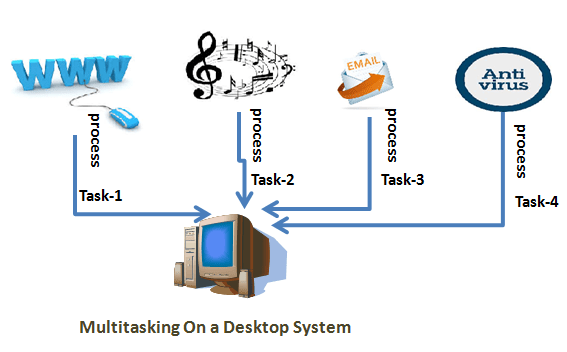 WWW
EMAIL
Anti
virus
process
process
process
process
Task-1
Task-2
Task-3
Task-4
Multitasking On a Desktop System